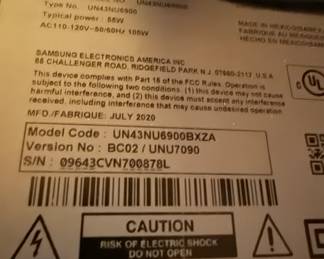 Type No. : UN43NU6900
Typical power : 85W
AC110-120V~50/60Hz 105W
MADE IN MEXICO/
FABRIQUÉ AU MEXIQUE
HECHO EN MEXICO/
SAMSUNG ELECTRONICS AMERICA INC
85 CHALLENGER ROAD, RIDGEFIELD PARK N.J. 07660-2117 U.S.A
This device complies with Part 15 of the FCC Rules. Operation is
subject to the following two conditions. (1) this device may not cause
harmful interference, and (2) this device must accept any interference
received, including interference that may cause undesired operation.
MFD./FABRIQUE: JULY 2020
Model Code : UN43NU6900BXZA
Version No : BC02 / UNU7090
S/N : 09643CVN700878L
UL
CAUTION
RISK OF ELECTRIC SHOCK
DO NOT OPEN